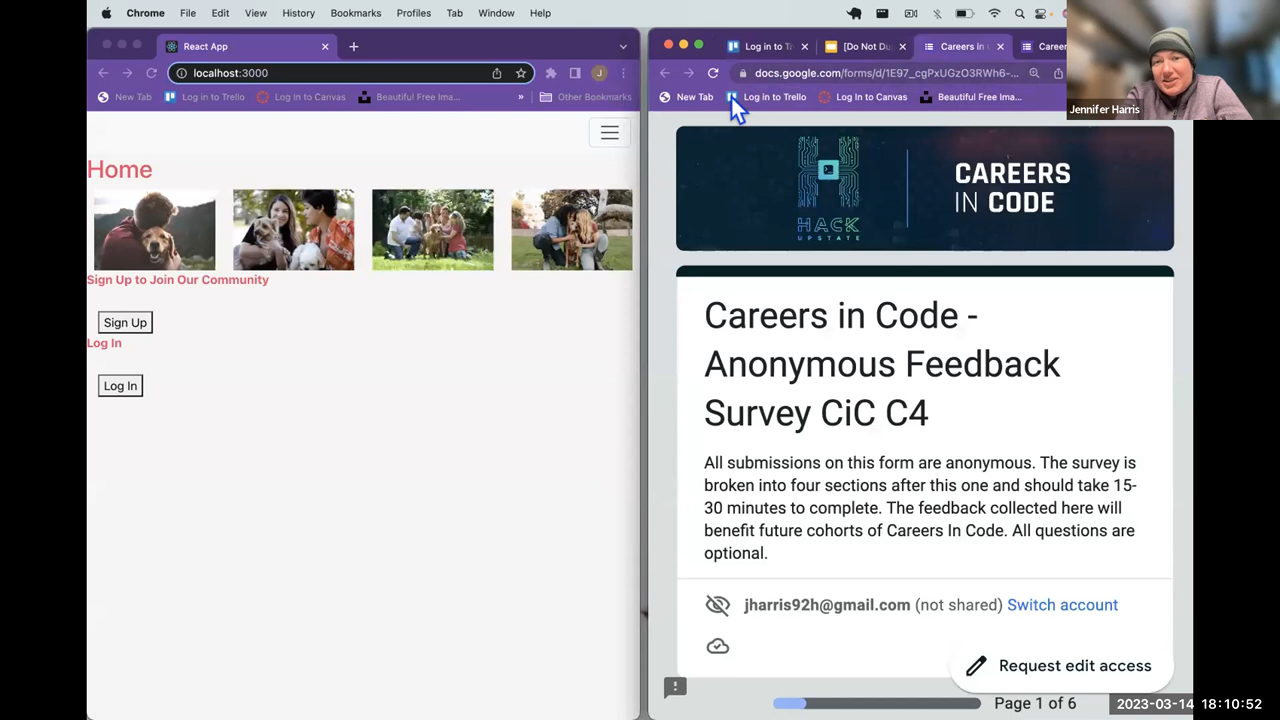 Chrome File Edit View History Bookmarks Profiles Tab Window Help
React App
localhost:3000
New Tab Log in to Trello Log In to Canvas Beautiful Free Ima... » Other Bookmarks
J
Home
Sign Up to Join Our Community
Sign Up
Log In
Log In
Log in to Tr [Do Not Du Careers in C Career
docs.google.com/forms/d/1E97_cgPxUGzO3RWh6-...
New Tab Log in to Trello Log In to Canvas Beautiful Free Ima...
Jennifer Harris
HACK
UPSTATE
CAREERS
IN CODE
Careers in Code -
Anonymous Feedback
Survey CiC C4
All submissions on this form are anonymous. The survey is
broken into four sections after this one and should take 15-
30 minutes to complete. The feedback collected here will
benefit future cohorts of Careers In Code. All questions are
optional.
jharris92h@gmail.com (not shared) Switch account
Request edit access
Page 1 of 6
2023-03-14 18:10:52